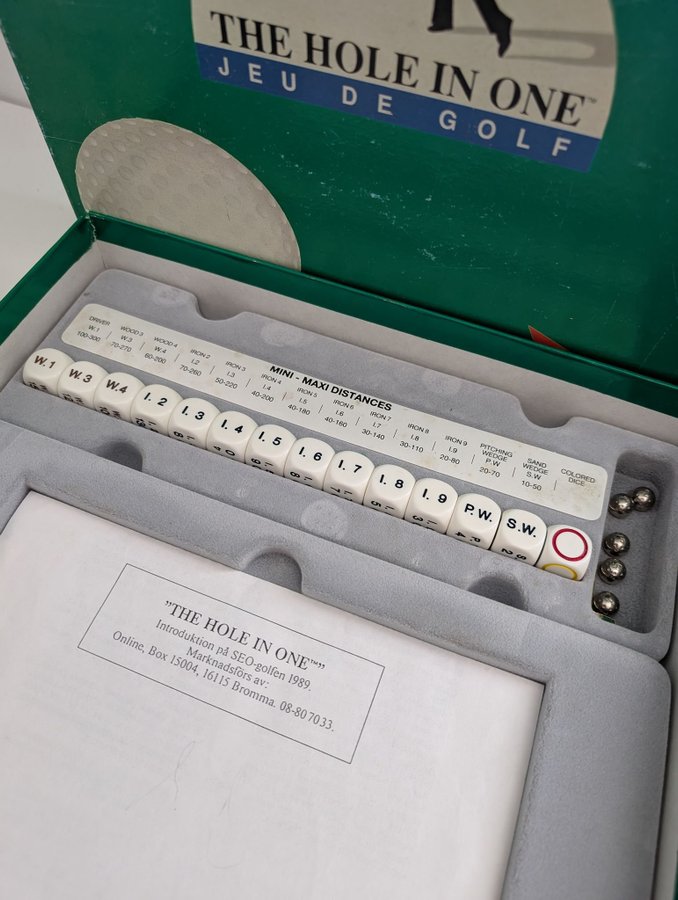 THE HOLE IN ONE™
JEU DE GOLF
MINI - MAXI DISTANCES
DRIVER
W.1
100-300
WOOD 3
W.3
70-270
WOOD 4
W.4
60-200
IRON 2
I.2
70-260
IRON 3
I.3
50-220
IRON 4
I.4
40-200
IRON 5
I.5
40-180
IRON 6
I.6
40-160
IRON 7
I.7
30-140
IRON 8
I.8
30-110
IRON 9
I.9
20-80
PITCHING
WEDGE
P.W
20-70
SAND
WEDGE
S.W
10-50
COLORED
DICE
W.1 W.3 W.4 I.2 I.3 I.4 I.5 I.6 I.7 I.8 I.9 P.W. S.W.
"THE HOLE IN ONE™"
Introduktion på SEO-golfen 1989.
Marknadsförs av:
Online, Box 15004, 16115 Bromma. 08-80 70 33.